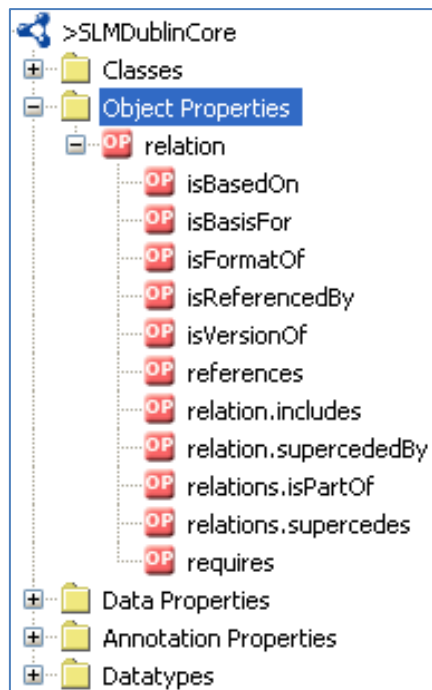 >SLMDublinCore
Classes
Object Properties
OP relation
OP isBasedOn
OP isBasisFor
OP isFormatOf
OP isReferencedBy
OP isVersionOf
OP references
OP relation.includes
OP relation.supercededBy
OP relations.isPartOf
OP relations.supercedes
OP requires
Data Properties
Annotation Properties
Datatypes